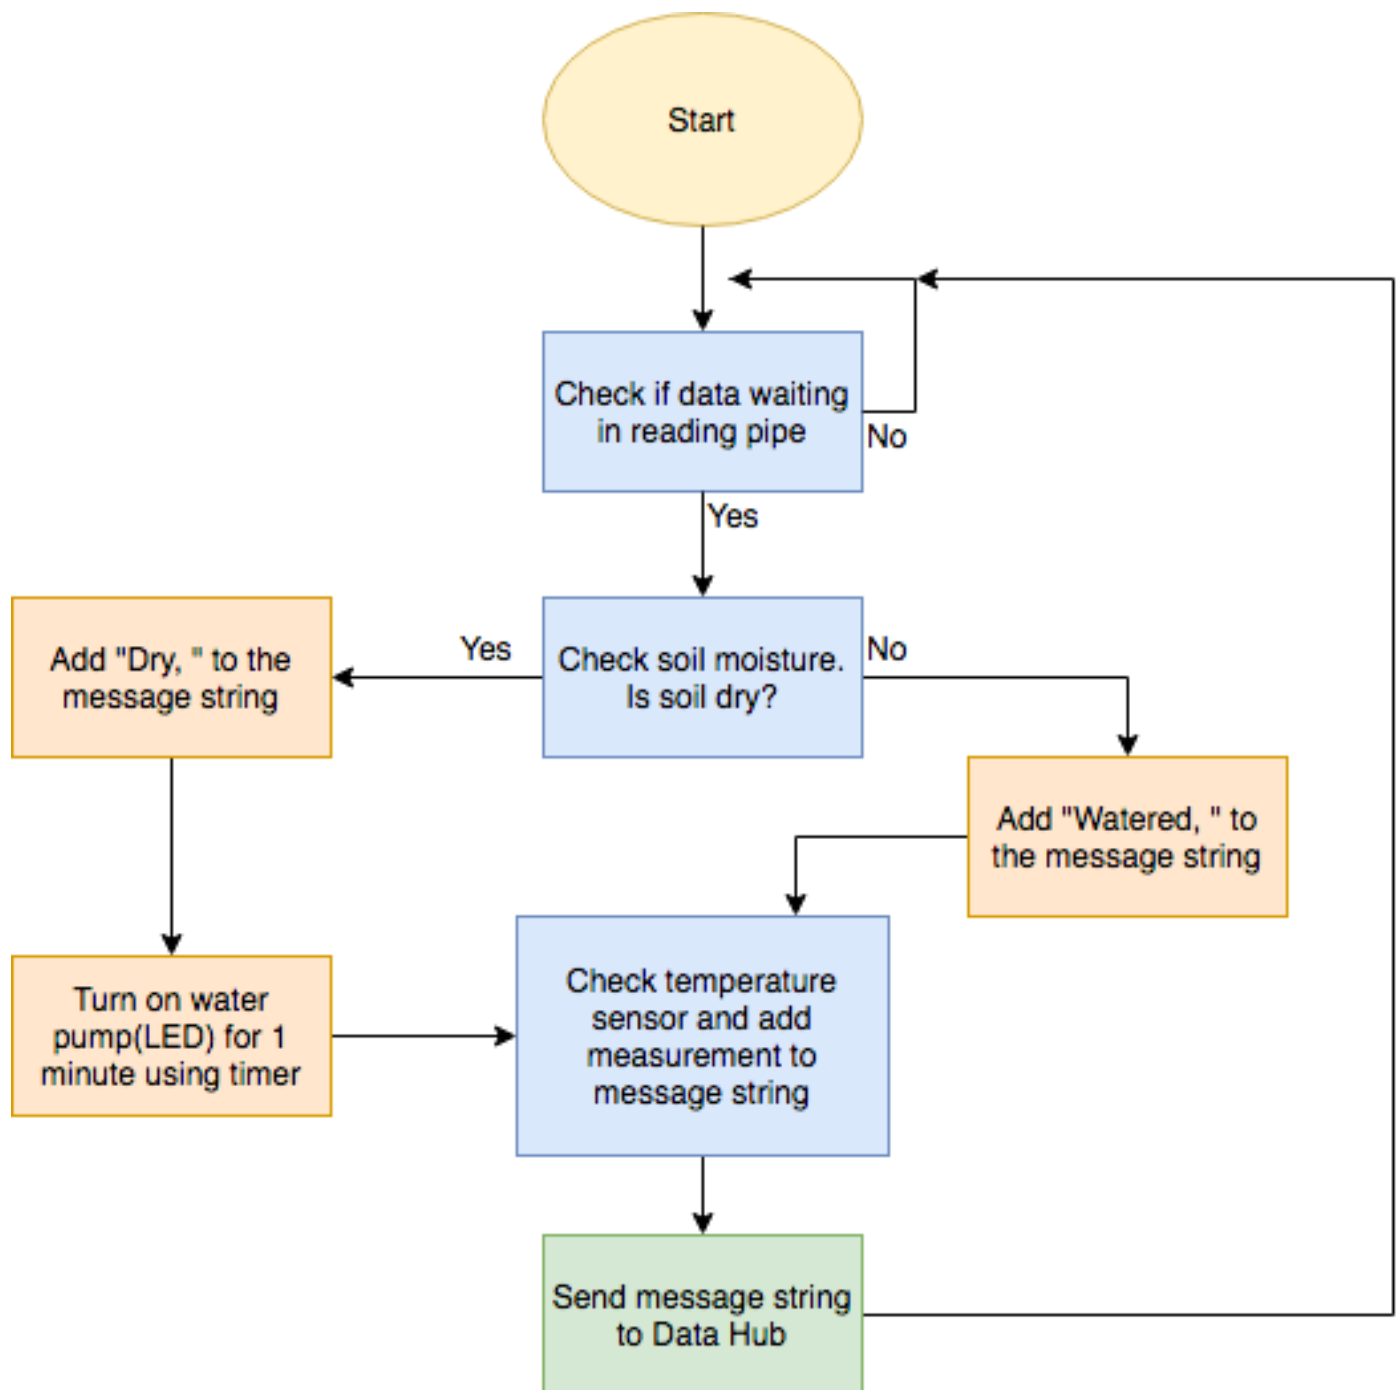 Start
Check if data waiting
in reading pipe
No
Yes
Check soil moisture.
Is soil dry?
Yes
No
Add "Dry, " to the
message string
Add "Watered, " to
the message string
Turn on water
pump(LED) for 1
minute using timer
Check temperature
sensor and add
measurement to
message string
Send message string
to Data Hub